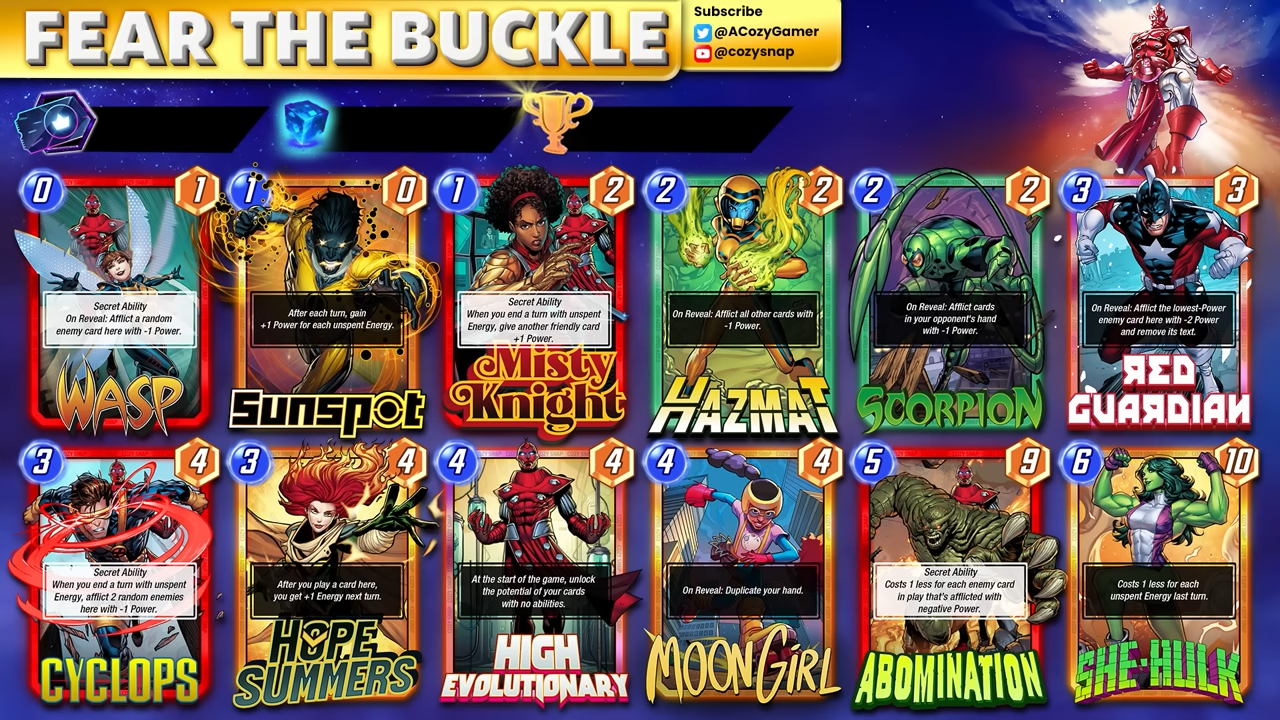 FEAR THE BUCKLE
Subscribe
@ACozyGamer
@cozysnap
0
1
Secret Ability
On Reveal: Afflict a random
enemy card here with -1 Power.
WASP
1
0
After each turn, gain
+1 Power for each unspent Energy.
Sunspot
1
2
Secret Ability
When you end a turn with unspent
Energy, give another friendly card
+1 Power.
Misty
Knight
2
2
On Reveal: Afflict all other cards with
-1 Power.
HAZMAT
2
2
On Reveal: Afflict cards
in your opponent's hand
with -1 Power.
SCORPION
3
3
On Reveal: Afflict the lowest-Power
enemy card here with -2 Power
and remove its text.
RED
GUARDIAN
3
4
Secret Ability
When you end a turn with unspent
Energy, afflict 2 random enemies
here with -1 Power.
CYCLOPS
3
4
After you play a card here,
you get +1 Energy next turn.
HOPE
SUMMERS
4
4
At the start of the game, unlock
the potential of your cards
with no abilities.
HIGH
EVOLUTIONARY
4
4
On Reveal: Duplicate your hand.
MOON GIRL
5
9
Secret Ability
Costs 1 less for each enemy card
in play that's afflicted with
negative Power.
ABOMINATION
6
10
Costs 1 less for each
unspent Energy last turn.
SHE-HULK